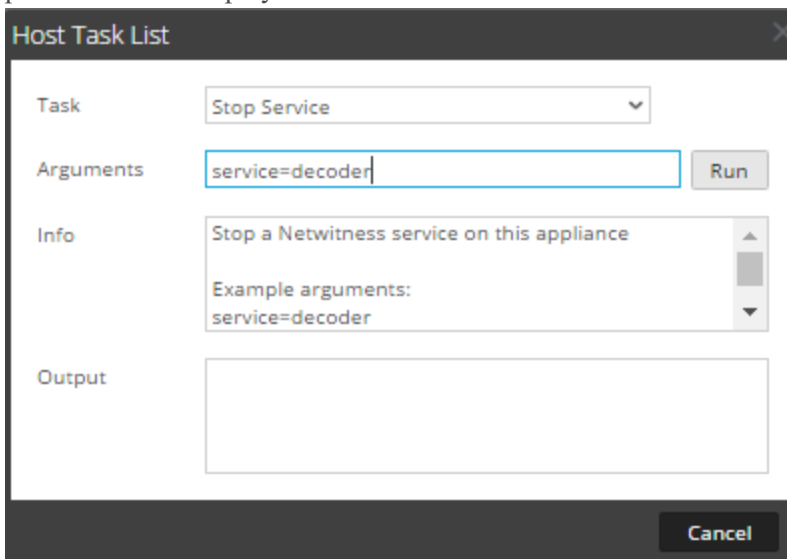 Host Task List
Task
Stop Service
Arguments
service=decoder
Run
Info
Stop a Netwitness service on this appliance
Example arguments:
service=decoder
Output
Cancel